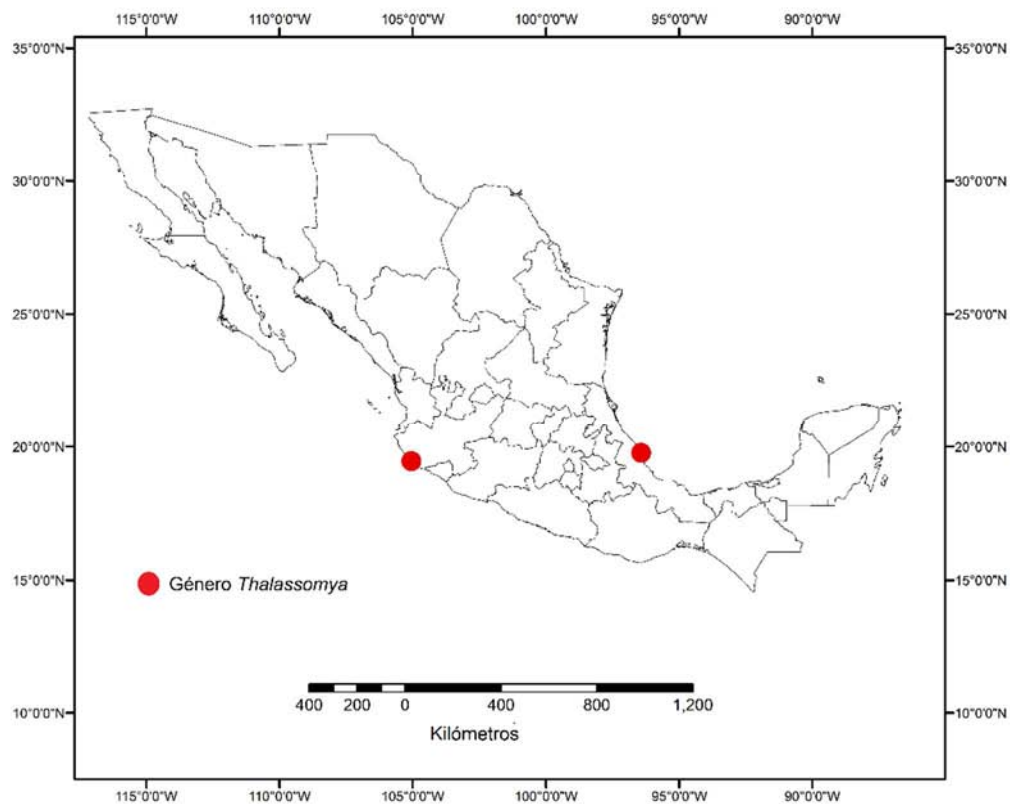 115°0'0"W 110°0'0"W 105°0'0"W 100°0'0"W 95°0'0"W 90°0'0"W
35°0'0"N 35°0'0"N
30°0'0"N 30°0'0"N
25°0'0"N 25°0'0"N
20°0'0"N 20°0'0"N
15°0'0"N 15°0'0"N
Género Thalassomya
400 200 0 400 800 1,200
10°0'0"N 10°0'0"N
Kilómetros
115°0'0"W 110°0'0"W 105°0'0"W 100°0'0"W 95°0'0"W 90°0'0"W